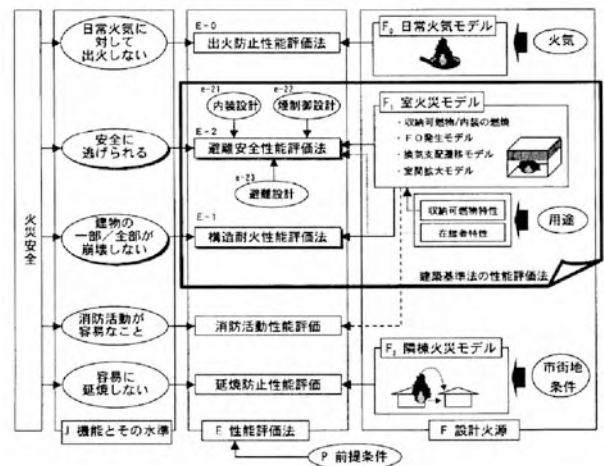 火災安全
日常火気に
対して
出火しない
安全に
逃げられる
建物の
一部/全部が
崩壊しない
消防活動が
容易なこと
容易に
延焼しない
J 機能とその水準
E-0
出火防止性能評価法
e-21
内装設計
e-22
煙制御設計
E-2
避難安全性能評価法
e-23
避難設計
E-1
構造耐火性能評価法
消防活動性能評価
延焼防止性能評価
E 性能評価法
P 前提条件
F₀ 日常火気モデル
火気
F₁ 室火災モデル
・収納可燃物/内装の燃焼
・FO発生モデル
・換気支配遷移モデル
・室間拡大モデル
収納可燃物特性
在館者特性
用途
建築基準法の性能評価法
F₂ 隣棟火災モデル
市街地
条件
F 設計火源